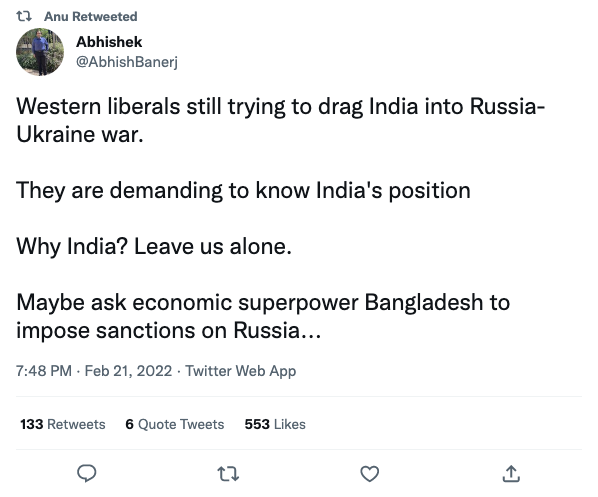 Anu Retweeted
Abhishek
@AbhishBanerj
Western liberals still trying to drag India into Russia-
Ukraine war.
They are demanding to know India's position
Why India? Leave us alone.
Maybe ask economic superpower Bangladesh to
impose sanctions on Russia...
7:48 PM · Feb 21, 2022 · Twitter Web App
133 Retweets 6 Quote Tweets 553 Likes